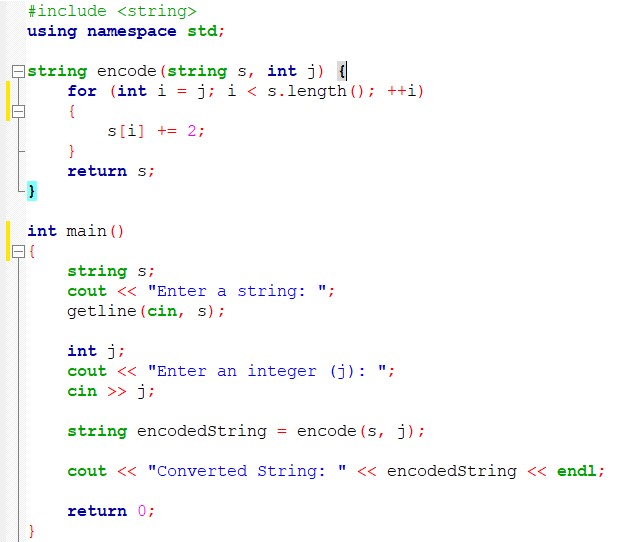 #include <string>
using namespace std;
string encode(string s, int j) {
for (int i = j; i < s.length(); ++i)
{
s[i] += 2;
}
return s;
}
int main()
{
string s;
cout << "Enter a string: ";
getline(cin, s);
int j;
cout << "Enter an integer (j): ";
cin >> j;
string encodedString = encode(s, j);
cout << "Converted String: " << encodedString << endl;
return 0;
}